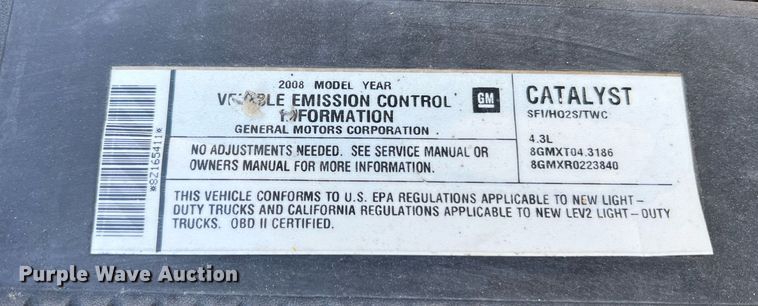 2008 MODEL YEAR
EMISSION CONTROL
INFORMATION
GENERAL MOTORS CORPORATION
GM
NO ADJUSTMENTS NEEDED. SEE SERVICE MANUAL OR
OWNERS MANUAL FOR MORE INFORMATION.
CATALYST
SFI/HO2S/TWC
4.3L
8GMXT04.3186
8GMXR0223840
THIS VEHICLE CONFORMS TO U.S. EPA REGULATIONS APPLICABLE TO NEW LIGHT-
DUTY TRUCKS AND CALIFORNIA REGULATIONS APPLICABLE TO NEW LEV2 LIGHT-DUTY
TRUCKS. OBD II CERTIFIED.
*8Z165411*
Purple Wave Auction